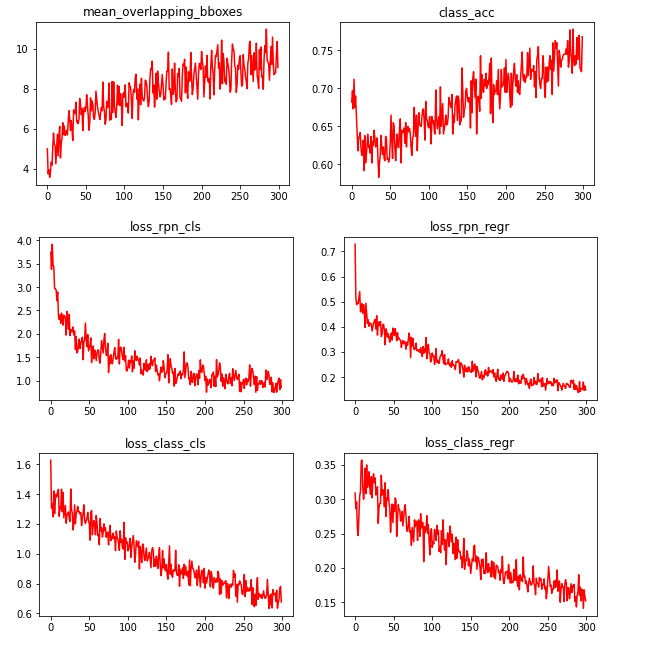 mean_overlapping_bboxes
10
8
6
4
0 50 100 150 200 250 300
class_acc
0.75
0.70
0.65
0.60
0 50 100 150 200 250 300
loss_rpn_cls
4.0
3.5
3.0
2.5
2.0
1.5
1.0
0 50 100 150 200 250 300
loss_rpn_regr
0.7
0.6
0.5
0.4
0.3
0.2
0 50 100 150 200 250 300
loss_class_cls
1.6
1.4
1.2
1.0
0.8
0.6
0 50 100 150 200 250 300
loss_class_regr
0.35
0.30
0.25
0.20
0.15
0 50 100 150 200 250 300